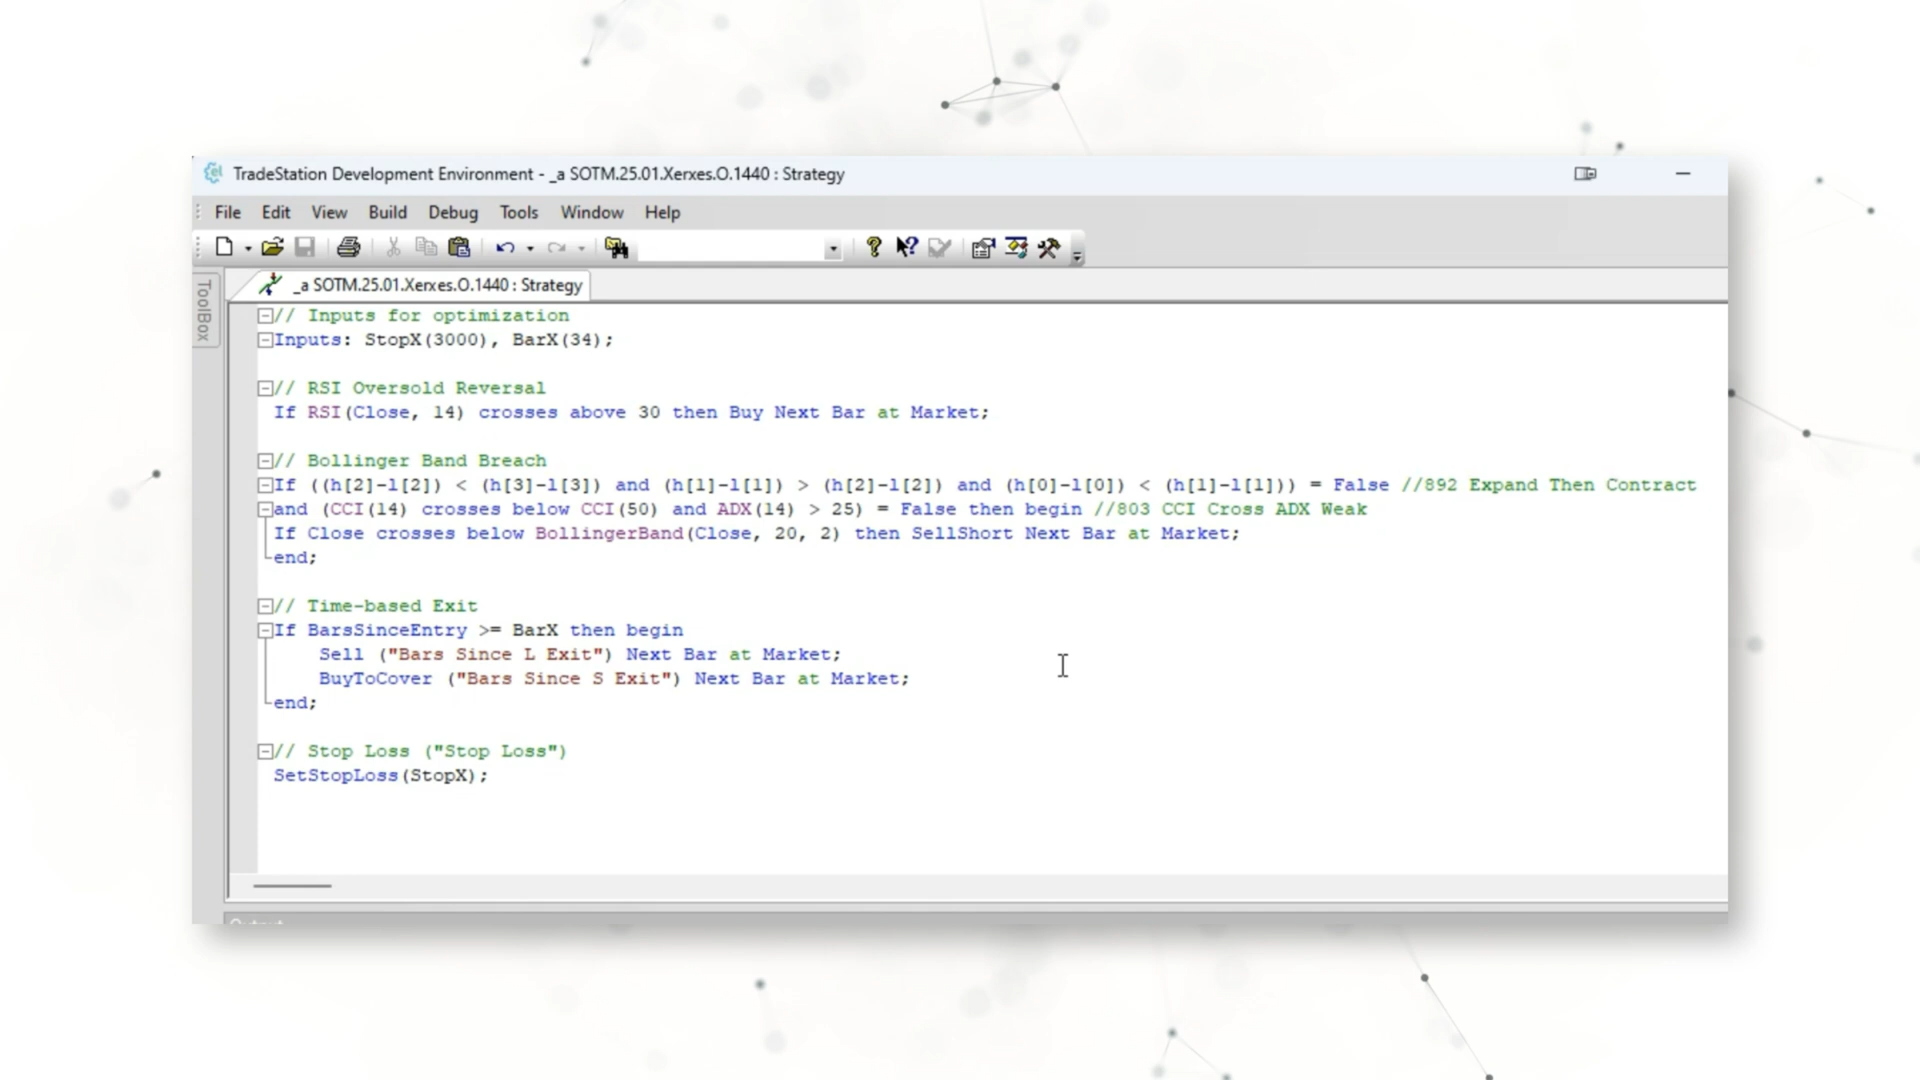 TradeStation Development Environment - _a SOTM.25.01.Xerxes.O.1440 : Strategy
File Edit View Build Debug Tools Window Help
ToolBox
_a SOTM.25.01.Xerxes.O.1440 : Strategy
// Inputs for optimization
Inputs: StopX(3000), BarX(34);
// RSI Oversold Reversal
If RSI(Close, 14) crosses above 30 then Buy Next Bar at Market;
// Bollinger Band Breach
If ((h[2]-l[2]) < (h[3]-l[3]) and (h[1]-l[1]) > (h[2]-l[2]) and (h[0]-l[0]) < (h[1]-l[1])) = False //892 Expand Then Contract
and (CCI(14) crosses below CCI(50) and ADX(14) > 25) = False then begin //803 CCI Cross ADX Weak
If Close crosses below BollingerBand(Close, 20, 2) then SellShort Next Bar at Market;
end;
// Time-based Exit
If BarsSinceEntry >= BarX then begin
Sell ("Bars Since L Exit") Next Bar at Market;
BuyToCover ("Bars Since S Exit") Next Bar at Market;
end;
// Stop Loss ("Stop Loss")
SetStopLoss(StopX);